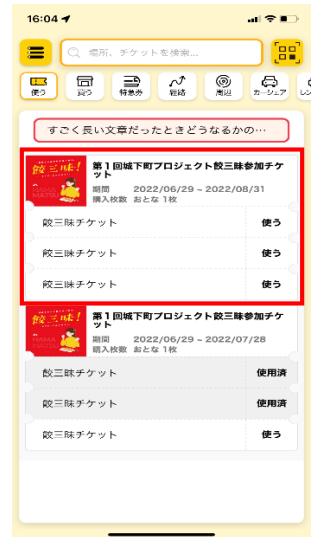 16:04
場所、チケットを検索...
使う
買う
特急券
経路
周辺
カーシェア
すごく長い文章だったときどうなるかの…
餃三昧!
第1回城下町プロジェクト餃三昧参加チケ
ット
期間 2022/06/29 ~ 2022/08/31
購入枚数 おとな 1枚
餃三昧チケット 使う
餃三昧チケット 使う
餃三昧チケット 使う
餃三昧!
第1回城下町プロジェクト餃三昧参加チケ
ット
期間 2022/06/29 ~ 2022/07/28
購入枚数 おとな 1枚
餃三昧チケット 使用済
餃三昧チケット 使用済
餃三昧チケット 使う